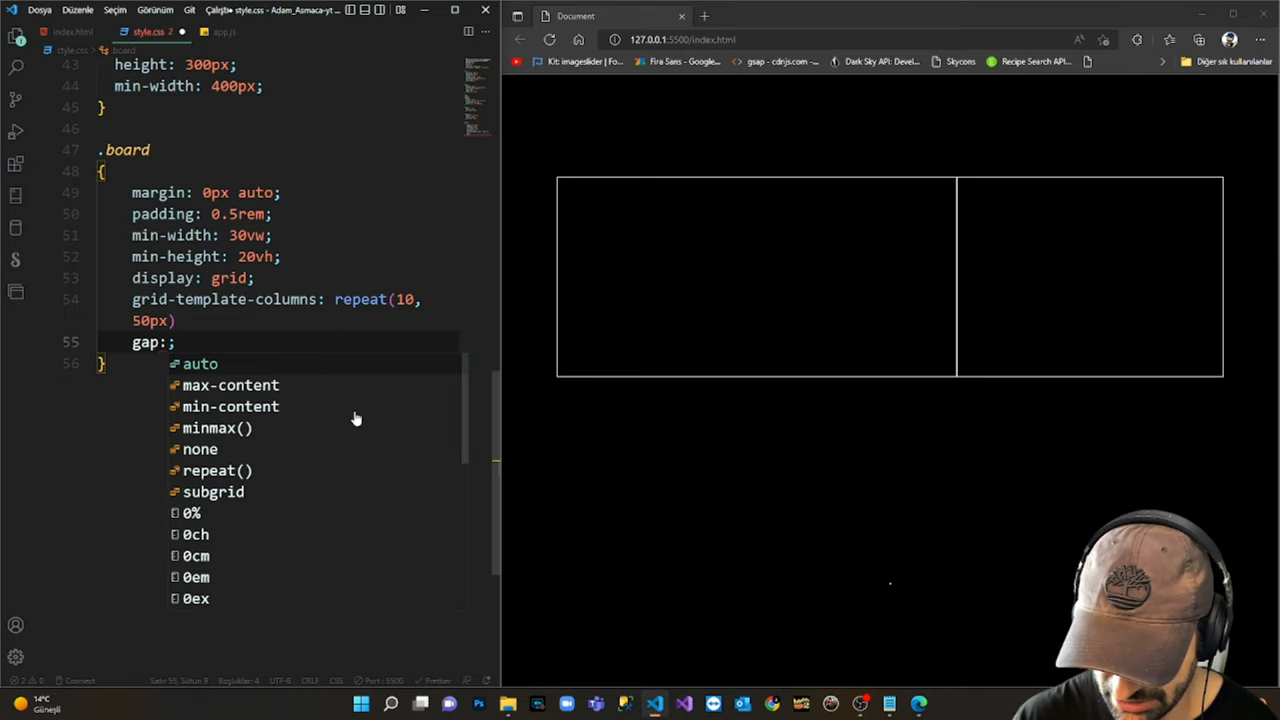 Dosya Düzenle Seçim Görünüm Git Çalıştı style.css - Adam_Asmaca-yt ...
index.html style.css 2 app.js
style.css > .board
43 height: 300px;
44 min-width: 400px;
45 }
46
47 .board
48 {
49 margin: 0px auto;
50 padding: 0.5rem;
51 min-width: 30vw;
52 min-height: 20vh;
53 display: grid;
54 grid-template-columns: repeat(10,
50px)
55 gap:;
56 }
auto
max-content
min-content
minmax()
none
repeat()
subgrid
0%
0ch
0cm
0em
0ex
2 0 Connect Satır 55, Sütun 9 Boşluklar: 4 UTF-8 CRLF CSS Port : 5500 Prettier
Document
127.0.0.1:5500/index.html
Kit: imageslider | Fo... Fira Sans - Google... gsap - cdnjs.com -... Dark Sky API: Devel... Skycons Recipe Search API... Diğer sık kullanılanlar
14°C
Güneşli